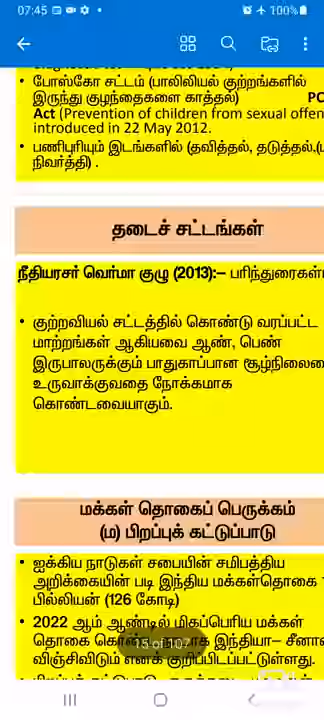 07:45
100%
• போஸ்கோ சட்டம் (பாலிலியல் குற்றங்களில்
இருந்து குழந்தைகளை காத்தல்)
Act (Prevention of children from sexual
introduced in 22 May 2012.
• பணிபுரியும் இடங்களில் (தவித்தல், தடுத்தல்,
நிவர்த்தி) .
தடைச் சட்டங்கள்
நீதியரசர் வெர்மா குழு (2013):–
• குற்றவியல் சட்டத்தில் கொண்டு வரப்பட்ட
மாற்றங்கள் ஆகியவை ஆண், பெண்
இருபாலருக்கும் பாதுகாப்பான
உருவாக்குவதை நோக்கமாக
கொண்டவையாகும்.
மக்கள் தொகைப் பெருக்கம்
(ம) பிறப்புக் கட்டுப்பாடு
• ஐக்கிய நாடுகள் சபையின் சமிபத்திய
அறிக்கையின் படி இந்திய மக்கள்தொகை
பில்லியன் (126 கோடி)
• 2022 ஆம் ஆண்டில் மிகப்பெரிய மக்கள்
தொகை இந்தியா–
விஞ்சிவிடும் எனக் குறிப்பிடப்பட்டுள்ளது.
15 of 107